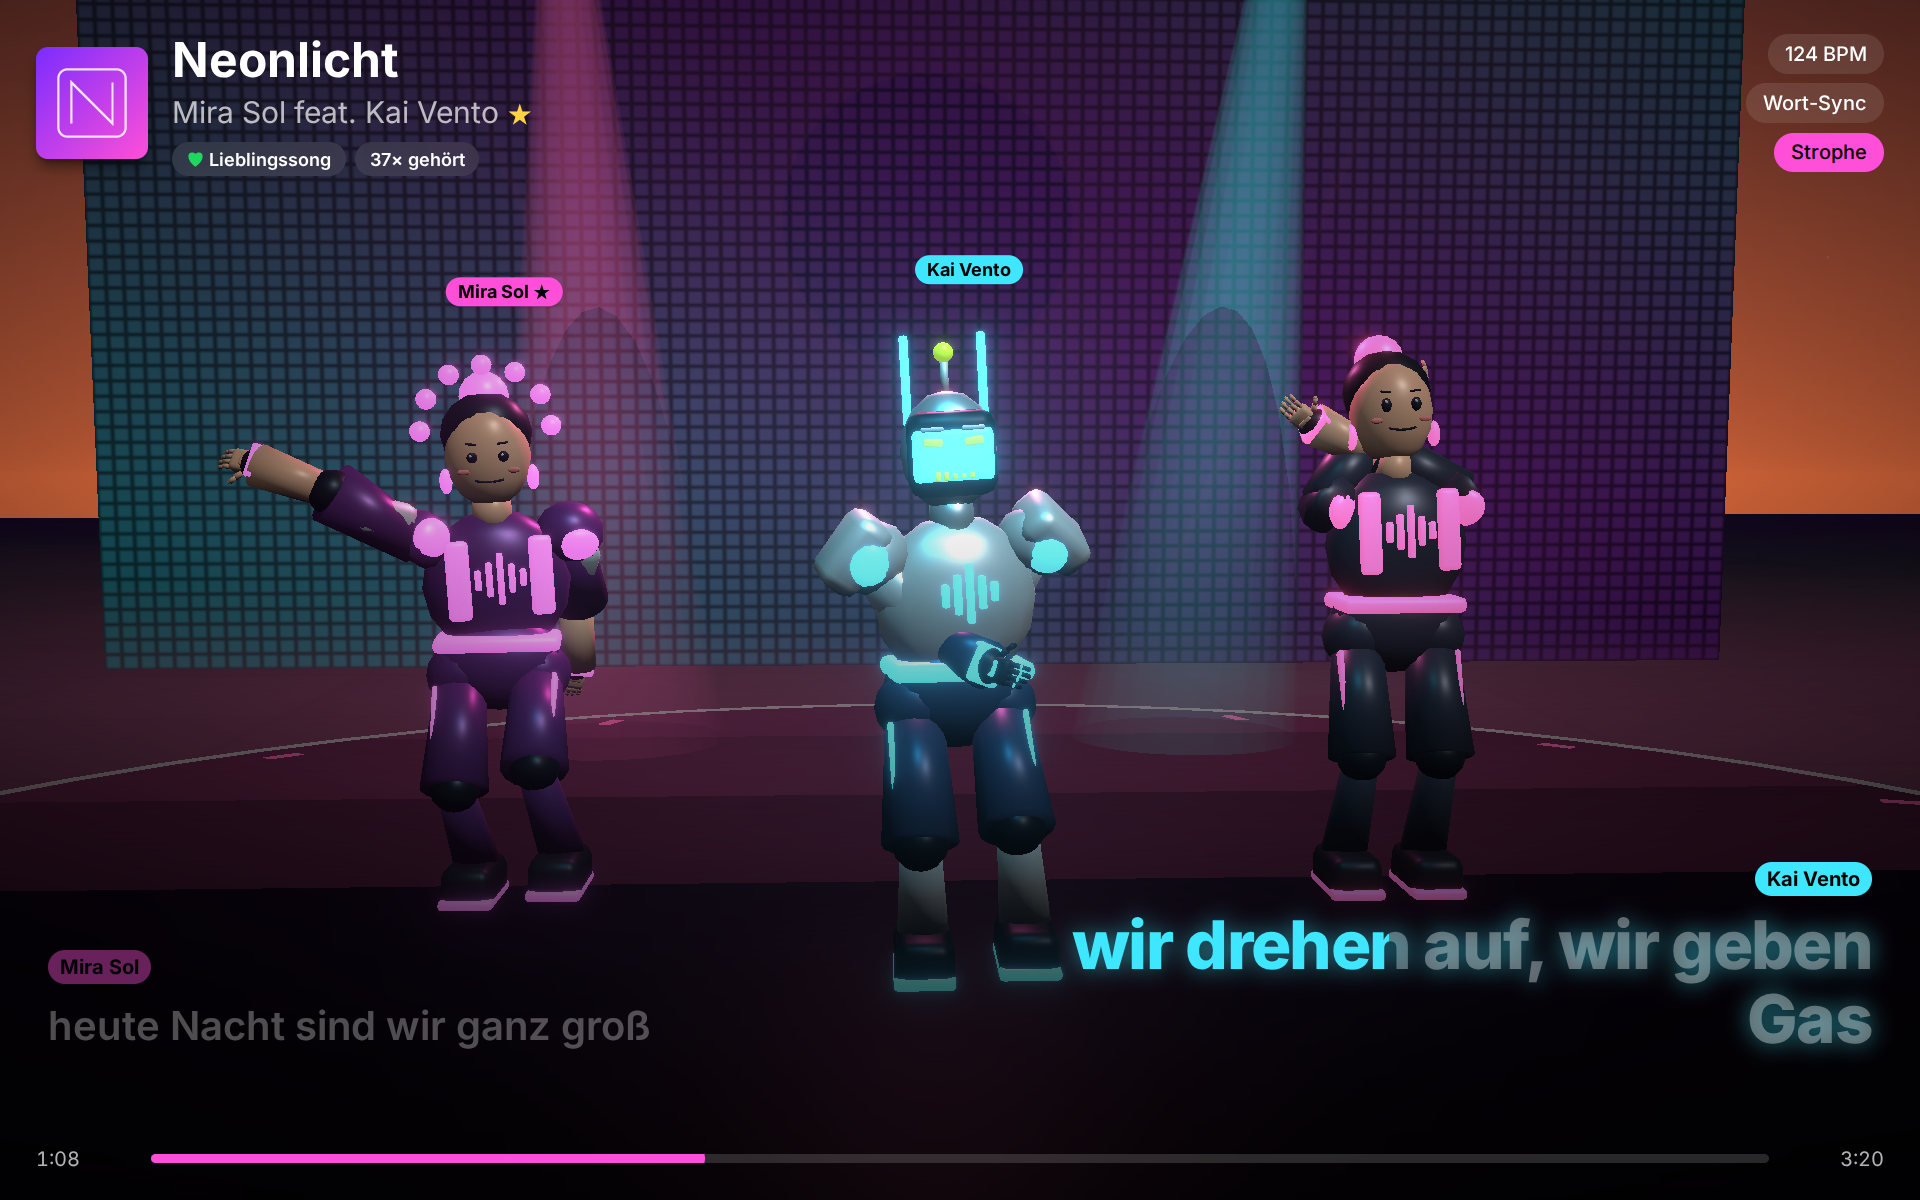 N
Neonlicht
Mira Sol feat. Kai Vento ★
Lieblingssong
37× gehört
124 BPM
Wort-Sync
Strophe
Mira Sol ★
Kai Vento
Kai Vento
wir drehen auf, wir geben
Gas
Mira Sol
heute Nacht sind wir ganz groß
1:08
3:20